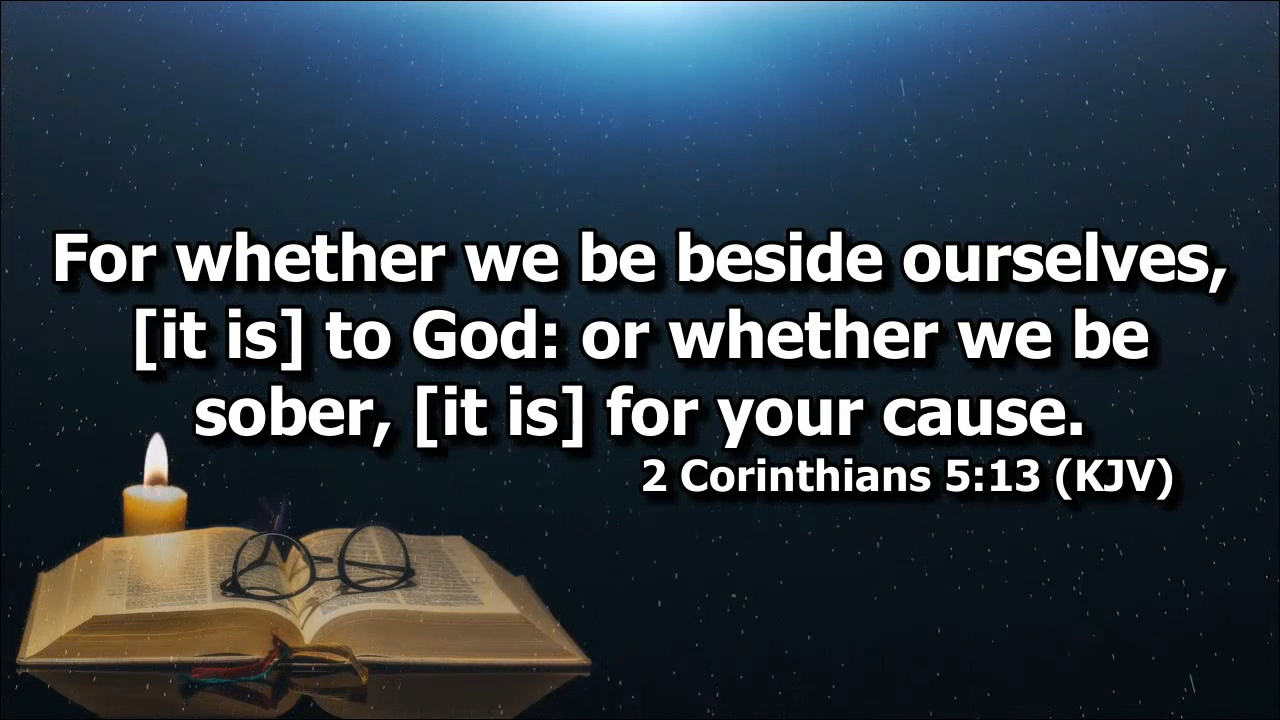 For whether we be beside ourselves,
[it is] to God: or whether we be
sober, [it is] for your cause.
2 Corinthians 5:13 (KJV)